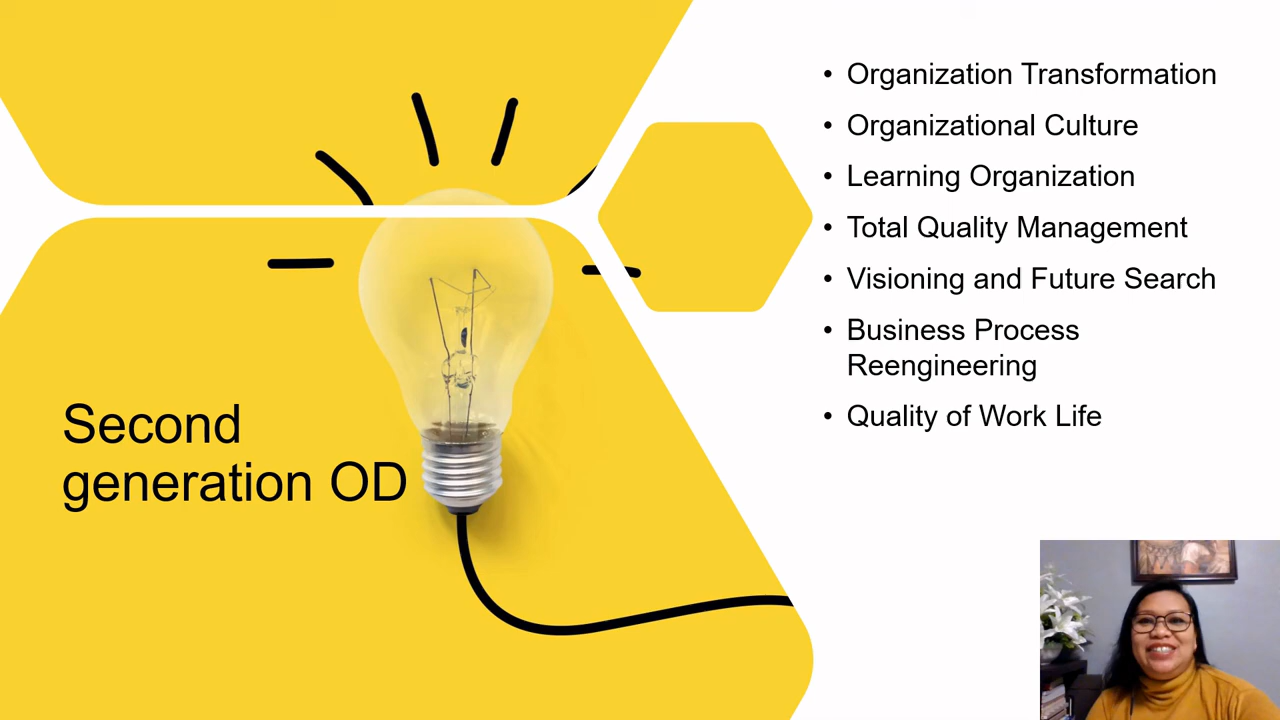 Second
generation OD
• Organization Transformation
• Organizational Culture
• Learning Organization
• Total Quality Management
• Visioning and Future Search
• Business Process
Reengineering
• Quality of Work Life